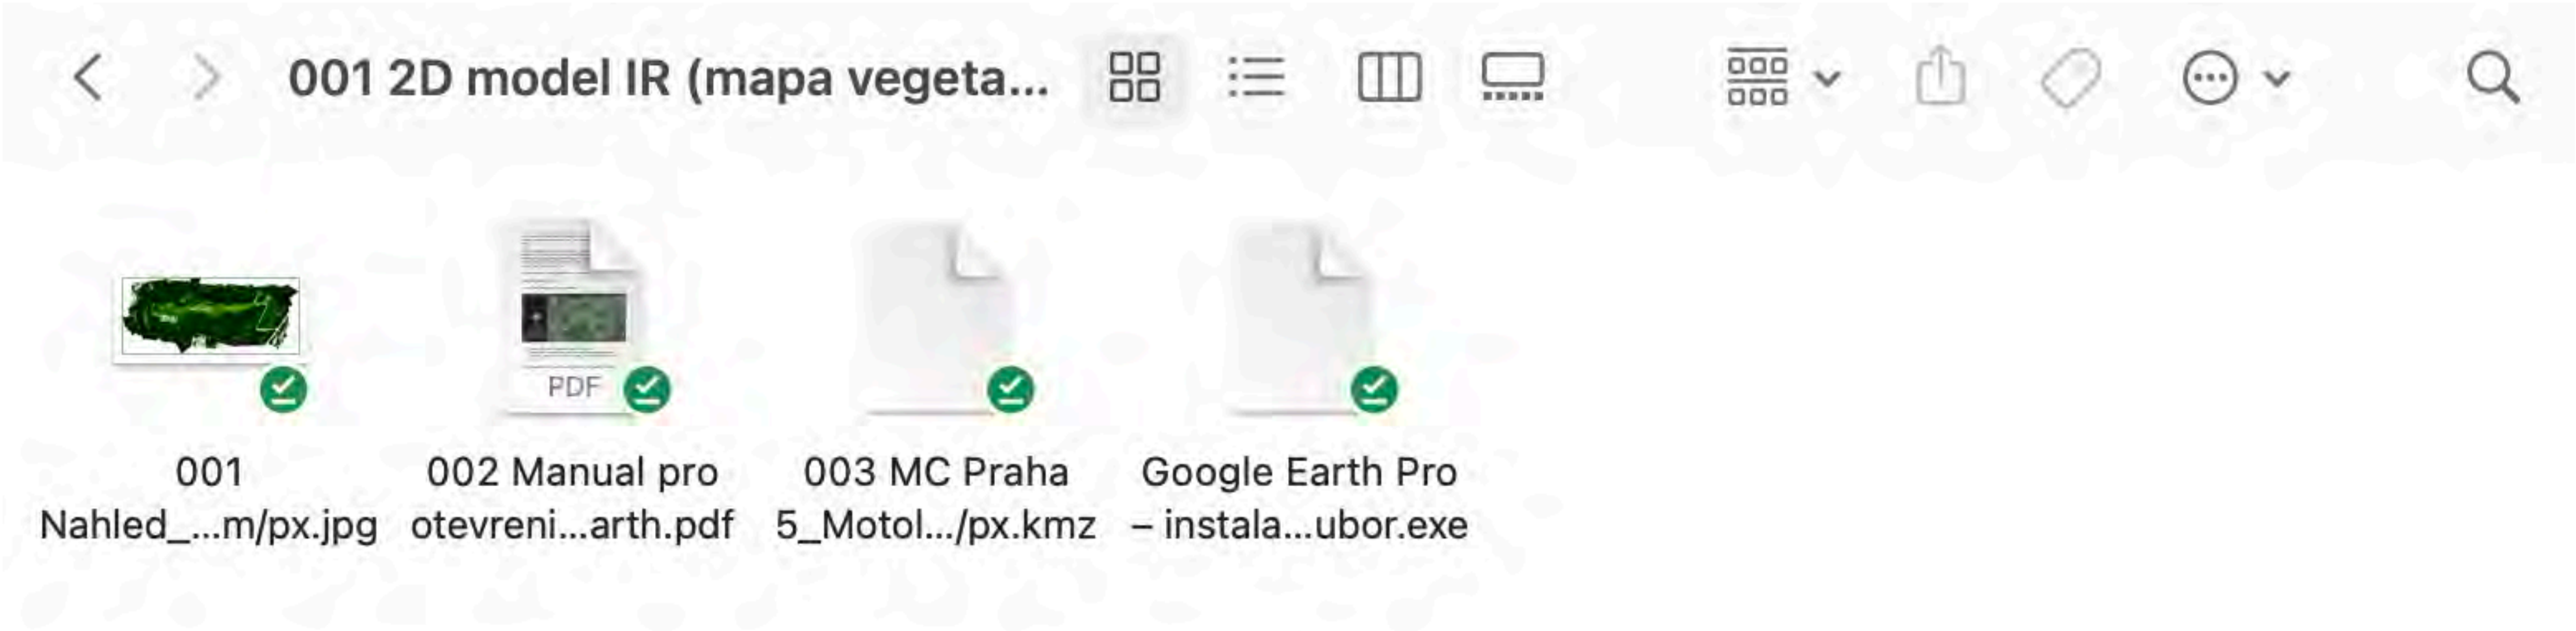 001 2D model IR (mapa vegeta...
PDF
001
Nahled_...m/px.jpg
002 Manual pro
otevreni...arth.pdf
003 MC Praha
5_Motol.../px.kmz
Google Earth Pro
– instala...ubor.exe